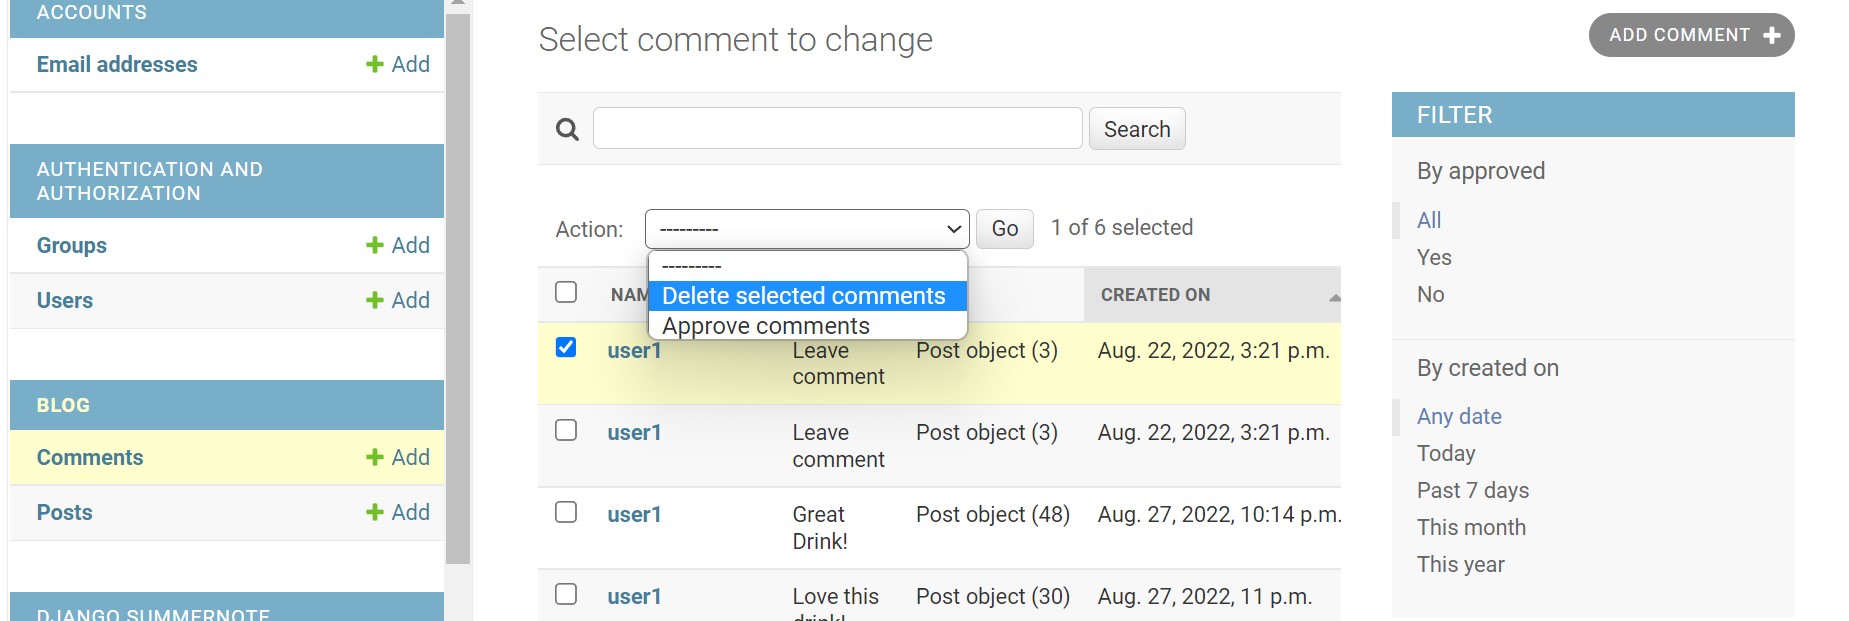 ACCOUNTS
Email addresses
Add
AUTHENTICATION AND
AUTHORIZATION
Groups
Add
Users
Add
BLOG
Comments
Add
Posts
Add
DJANGO SUMMERNOTE
Select comment to change
ADD COMMENT
Search
Action:
---------
Go
1 of 6 selected
---------
Delete selected comments
Approve comments
NAM
CREATED ON
user1
Leave
comment
Post object (3)
Aug. 22, 2022, 3:21 p.m.
user1
Leave
comment
Post object (3)
Aug. 22, 2022, 3:21 p.m.
user1
Great
Drink!
Post object (48)
Aug. 27, 2022, 10:14 p.m.
user1
Love this
drink!
Post object (30)
Aug. 27, 2022, 11 p.m.
FILTER
By approved
All
Yes
No
By created on
Any date
Today
Past 7 days
This month
This year